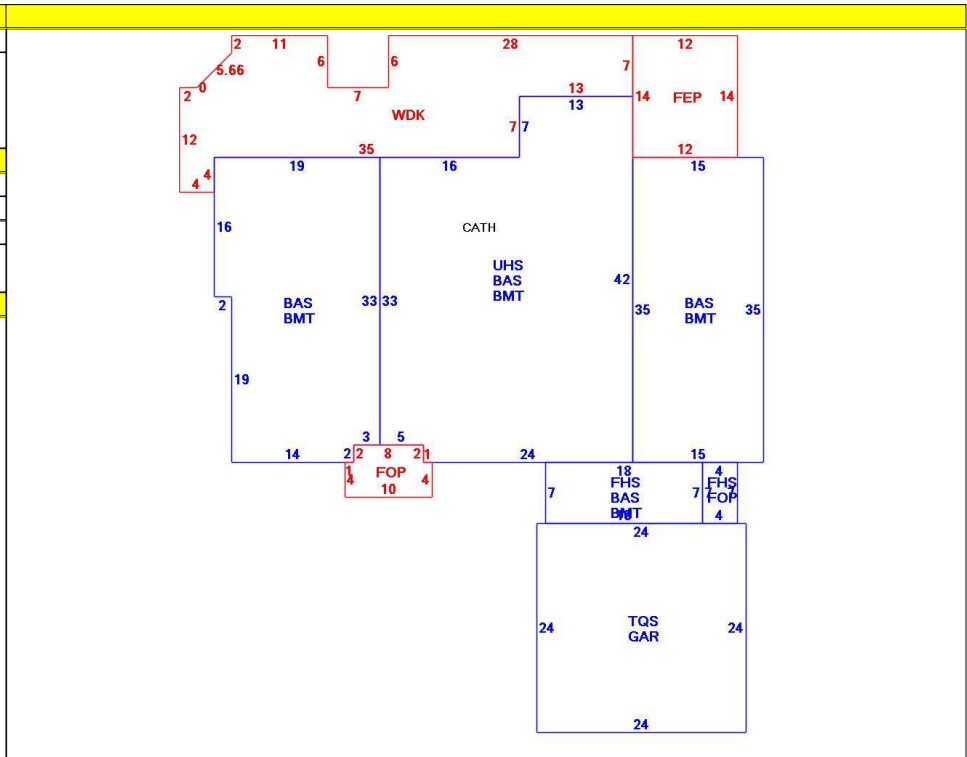 2 11 28 12
5.66 6 6 7
0
2 13
13
14 FEP 14
7
WDK
12 7 7
35 12
19 16 15
4
4
16 CATH
UHS
BAS
BMT
42
2 BAS
BMT
33 33
35 BAS
BMT
35
19
3 5
14 2 2 8 2 1 24 15
1 FOP 18 4
4 4
10
FHS
BAS
BMT
7 7 7 7
FHS
FOP
18 4
24
TQS
GAR
24 24
24